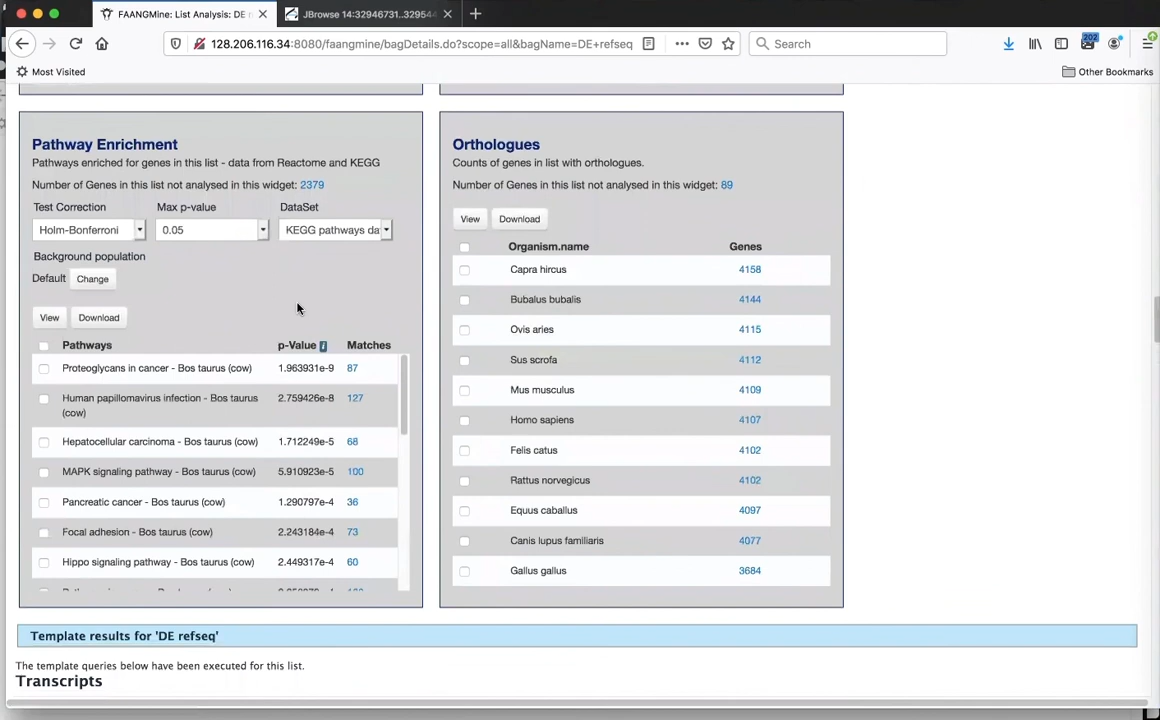 FAANGMine: List Analysis: DE r
JBrowse 14:32946731..329544
128.206.116.34:8080/faangmine/bagDetails.do?scope=all&bagName=DE+refseq
Search
202
Most Visited
Other Bookmarks
Pathway Enrichment
Pathways enriched for genes in this list - data from Reactome and KEGG
Number of Genes in this list not analysed in this widget: 2379
Test Correction Max p-value DataSet
Holm-Bonferroni 0.05 KEGG pathways da
Background population
Default Change
View Download
Pathways p-Value i Matches
Proteoglycans in cancer - Bos taurus (cow) 1.963931e-9 87
Human papillomavirus infection - Bos taurus 2.759426e-8 127
(cow)
Hepatocellular carcinoma - Bos taurus (cow) 1.712249e-5 68
MAPK signaling pathway - Bos taurus (cow) 5.910923e-5 100
Pancreatic cancer - Bos taurus (cow) 1.290797e-4 36
Focal adhesion - Bos taurus (cow) 2.243184e-4 73
Hippo signaling pathway - Bos taurus (cow) 2.449317e-4 60
Orthologues
Counts of genes in list with orthologues.
Number of Genes in this list not analysed in this widget: 89
View Download
Organism.name Genes
Capra hircus 4158
Bubalus bubalis 4144
Ovis aries 4115
Sus scrofa 4112
Mus musculus 4109
Homo sapiens 4107
Felis catus 4102
Rattus norvegicus 4102
Equus caballus 4097
Canis lupus familiaris 4077
Gallus gallus 3684
Template results for 'DE refseq'
The template queries below have been executed for this list.
Transcripts